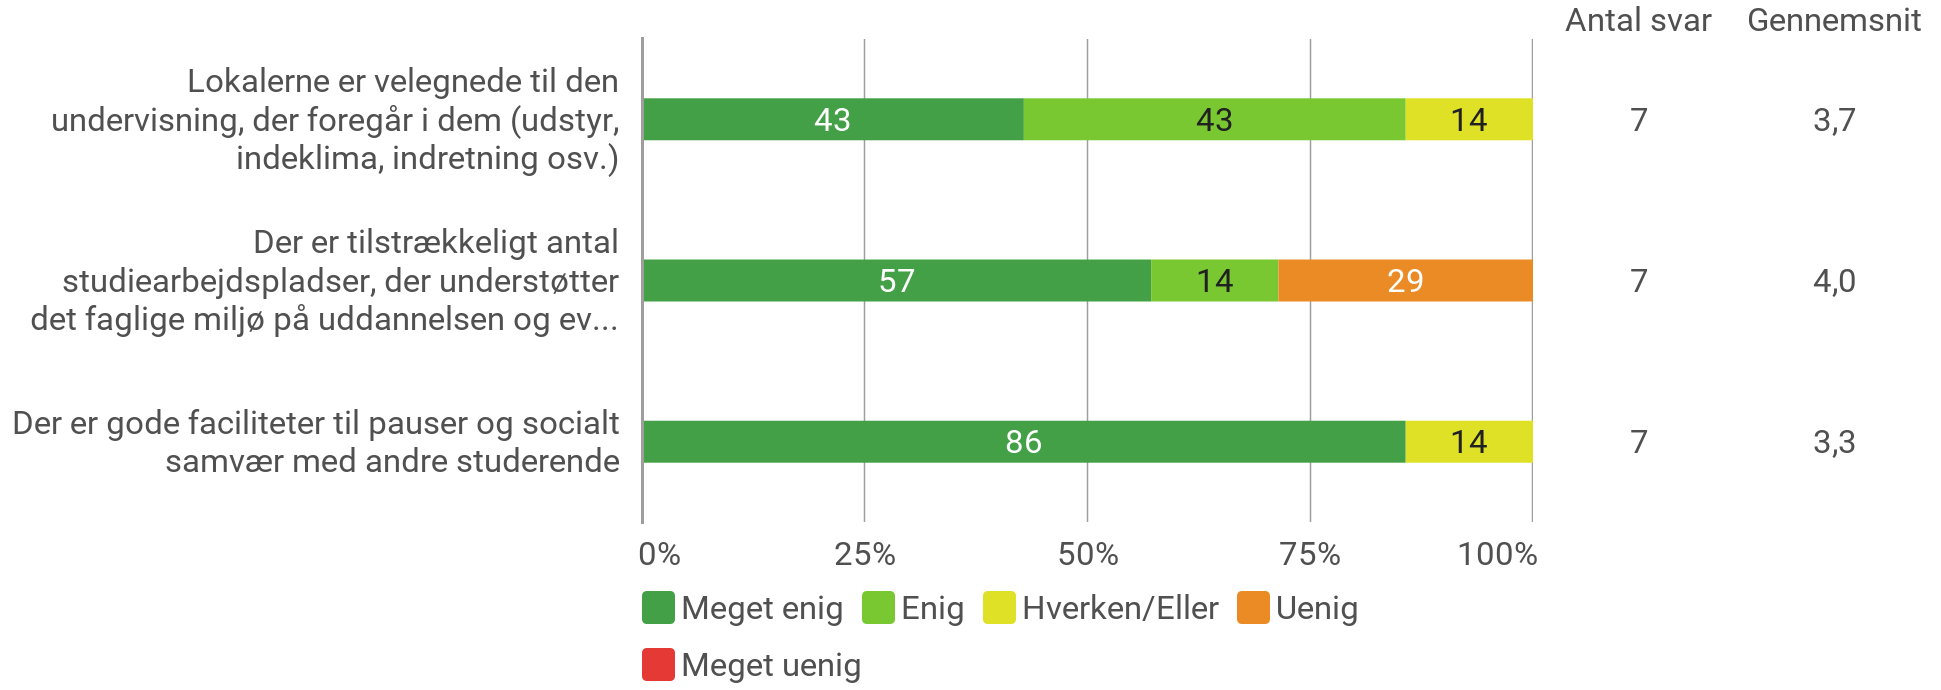 Antal svar Gennemsnit
Lokalerne er velegnede til den
undervisning, der foregår i dem (udstyr,
indeklima, indretning osv.)
43 43 14 7 3,7
Der er tilstrækkeligt antal
studiearbejdspladser, der understøtter
det faglige miljø på uddannelsen og ev...
57 14 29 7 4,0
Der er gode faciliteter til pauser og socialt
samvær med andre studerende
86 14 7 3,3
0% 25% 50% 75% 100%
Meget enig Enig Hverken/Eller Uenig
Meget uenig